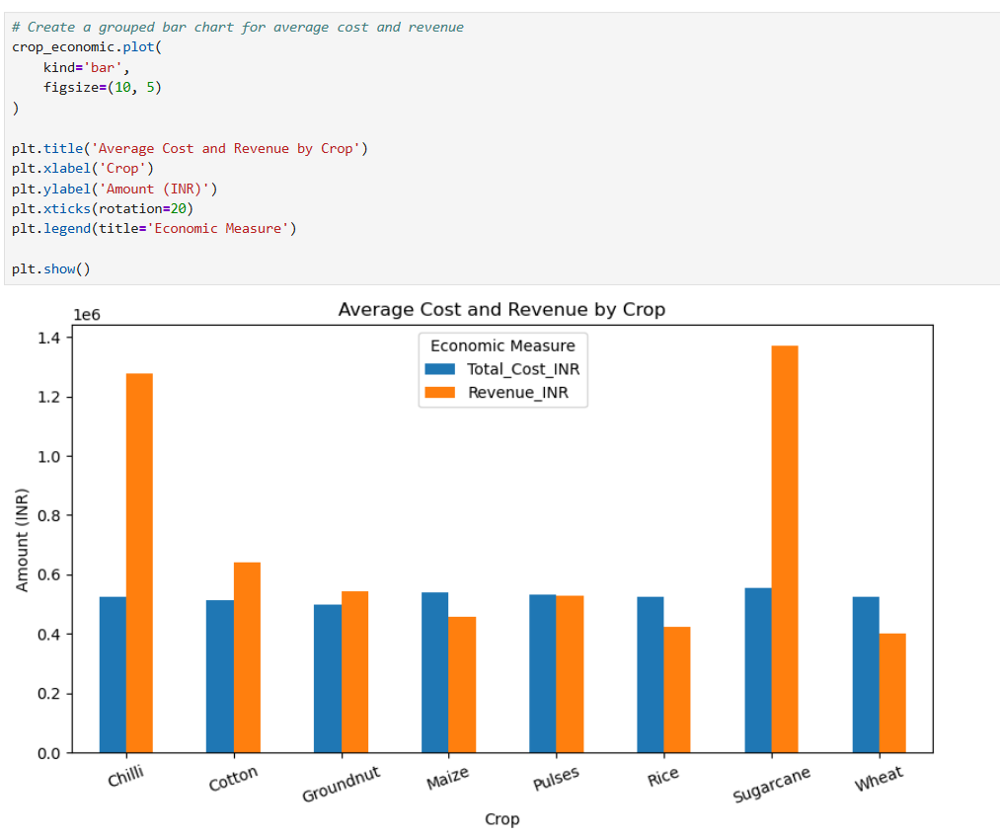 # Create a grouped bar chart for average cost and revenue
crop_economic.plot(
    kind='bar',
    figsize=(10, 5)
)

plt.title('Average Cost and Revenue by Crop')
plt.xlabel('Crop')
plt.ylabel('Amount (INR)')
plt.xticks(rotation=20)
plt.legend(title='Economic Measure')

plt.show()
Average Cost and Revenue by Crop
1e6
Economic Measure
Total_Cost_INR
Revenue_INR
Amount (INR)
1.4
1.2
1.0
0.8
0.6
0.4
0.2
0.0
Chilli
Cotton
Groundnut
Maize
Pulses
Rice
Sugarcane
Wheat
Crop